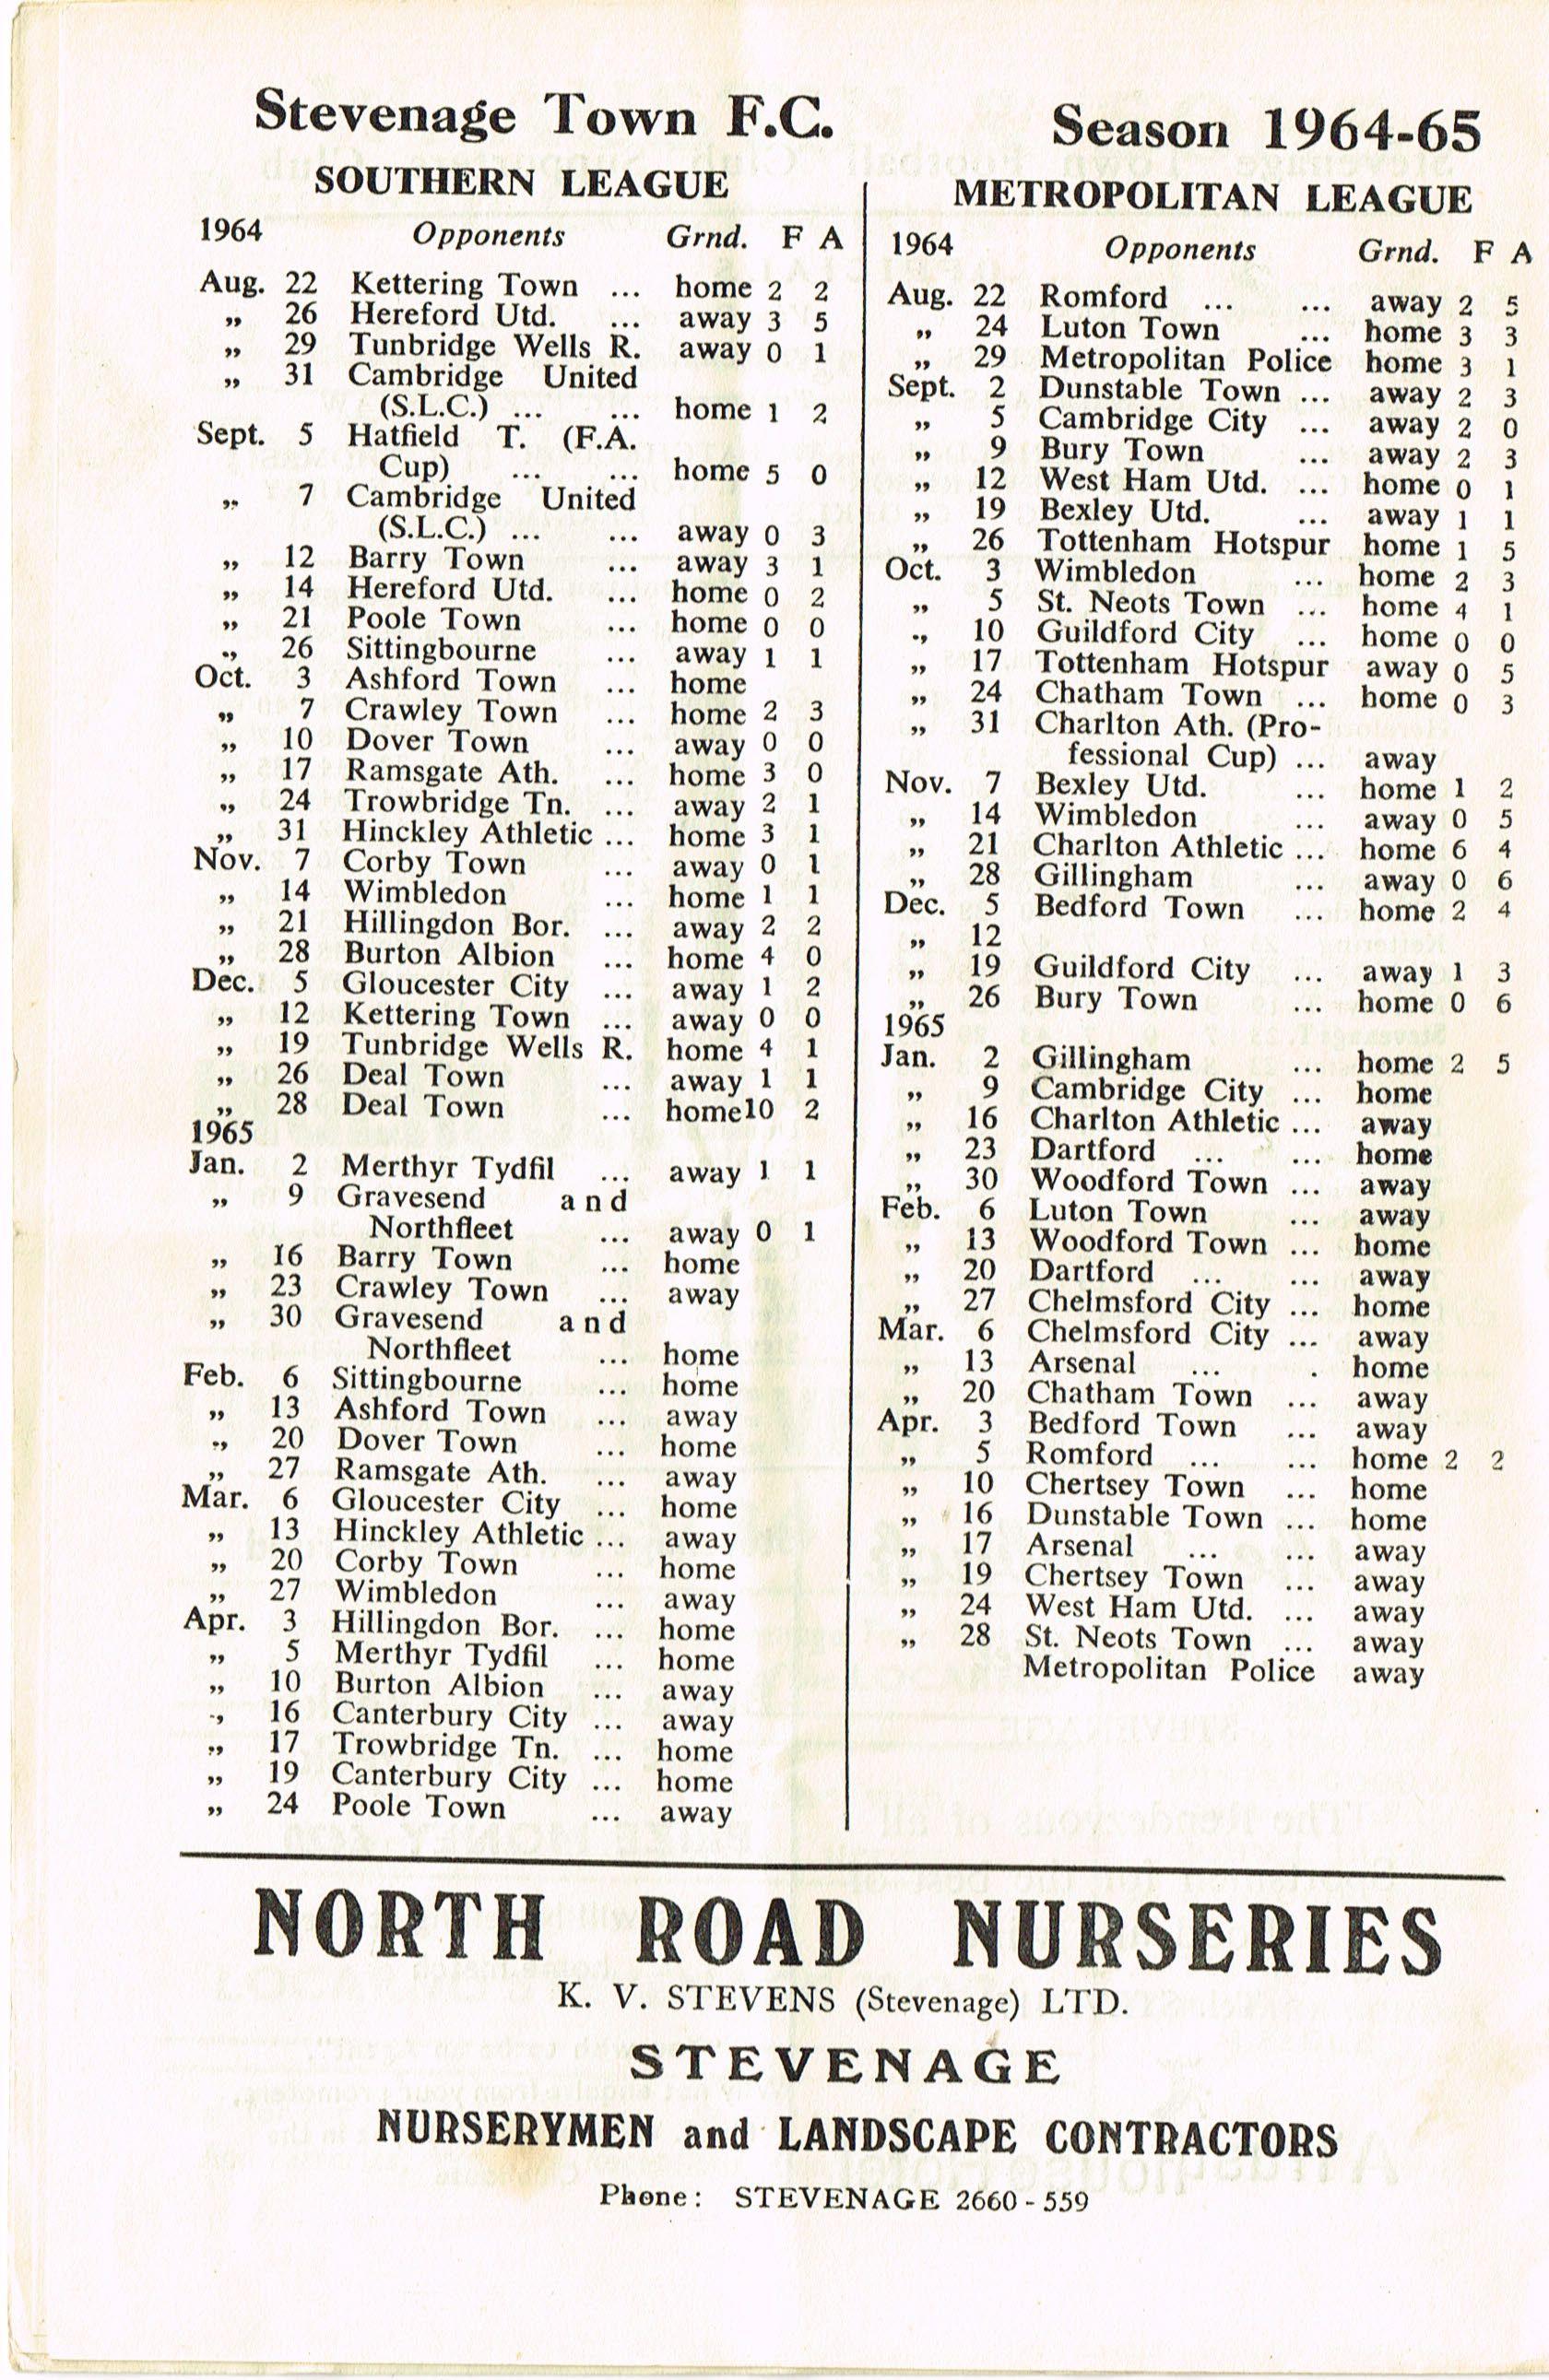 Stevenage Town F.C.
SOUTHERN LEAGUE
1964 Opponents Grnd. F A
Aug. 22 Kettering Town ... home 2 2
„ 26 Hereford Utd. ... away 3 5
„ 29 Tunbridge Wells R. away 0 1
„ 31 Cambridge United
(S.L.C.) ... ... home 1 2
Sept. 5 Hatfield T. (F.A.
Cup) ... ... home 5 0
„ 7 Cambridge United
(S.L.C.) ... ... away 0 3
„ 12 Barry Town ... away 3 1
„ 14 Hereford Utd. ... home 0 2
„ 21 Poole Town ... home 0 0
„ 26 Sittingbourne ... away 1 1
Oct. 3 Ashford Town ... home
„ 7 Crawley Town ... home 2 3
„ 10 Dover Town ... away 0 0
„ 17 Ramsgate Ath. ... home 3 0
„ 24 Trowbridge Tn. ... away 2 1
„ 31 Hinckley Athletic ... home 3 1
Nov. 7 Corby Town ... away 0 1
„ 14 Wimbledon ... home 1 1
„ 21 Hillingdon Bor. ... away 2 2
„ 28 Burton Albion ... home 4 0
Dec. 5 Gloucester City ... away 1 2
„ 12 Kettering Town ... away 0 0
„ 19 Tunbridge Wells R. home 4 1
„ 26 Deal Town ... away 1 1
„ 28 Deal Town ... home10 2
1965
Jan. 2 Merthyr Tydfil ... away 1 1
„ 9 Gravesend and
Northfleet ... away 0 1
„ 16 Barry Town ... home
„ 23 Crawley Town ... away
„ 30 Gravesend and
Northfleet ... home
Feb. 6 Sittingbourne ... home
„ 13 Ashford Town ... away
„ 20 Dover Town ... home
„ 27 Ramsgate Ath. ... away
Mar. 6 Gloucester City ... home
„ 13 Hinckley Athletic ... away
„ 20 Corby Town ... home
„ 27 Wimbledon ... away
Apr. 3 Hillingdon Bor. ... home
„ 5 Merthyr Tydfil ... home
„ 10 Burton Albion ... away
„ 16 Canterbury City ... away
„ 17 Trowbridge Tn. ... home
„ 19 Canterbury City ... home
„ 24 Poole Town ... away
Season 1964-65
METROPOLITAN LEAGUE
1964 Opponents Grnd. F A
Aug. 22 Romford ... ... away 2 5
„ 24 Luton Town ... home 3 3
„ 29 Metropolitan Police home 3 1
Sept. 2 Dunstable Town ... away 2 3
„ 5 Cambridge City ... away 2 0
„ 9 Bury Town ... away 2 3
„ 12 West Ham Utd. ... home 0 1
„ 19 Bexley Utd. ... away 1 1
„ 26 Tottenham Hotspur home 1 5
Oct. 3 Wimbledon ... home 2 3
„ 5 St. Neots Town ... home 4 1
„ 10 Guildford City ... home 0 0
„ 17 Tottenham Hotspur away 0 5
„ 24 Chatham Town ... home 0 3
„ 31 Charlton Ath. (Pro-
fessional Cup) ... away
Nov. 7 Bexley Utd. ... home 1 2
„ 14 Wimbledon ... away 0 5
„ 21 Charlton Athletic ... home 6 4
„ 28 Gillingham ... away 0 6
Dec. 5 Bedford Town ... home 2 4
„ 12
„ 19 Guildford City ... away 1 3
„ 26 Bury Town ... home 0 6
1965
Jan. 2 Gillingham ... home 2 5
„ 9 Cambridge City ... home
„ 16 Charlton Athletic ... away
„ 23 Dartford ... ... home
„ 30 Woodford Town ... away
Feb. 6 Luton Town ... away
„ 13 Woodford Town ... home
„ 20 Dartford ... ... away
„ 27 Chelmsford City ... home
Mar. 6 Chelmsford City ... away
„ 13 Arsenal ... . home
„ 20 Chatham Town ... away
Apr. 3 Bedford Town ... away
„ 5 Romford ... ... home 2 2
„ 10 Chertsey Town ... home
„ 16 Dunstable Town ... home
„ 17 Arsenal ... ... away
„ 19 Chertsey Town ... away
„ 24 West Ham Utd. ... away
„ 28 St. Neots Town ... away
Metropolitan Police away
NORTH ROAD NURSERIES
K. V. STEVENS (Stevenage) LTD.
STEVENAGE
NURSERYMEN and LANDSCAPE CONTRACTORS
Phone: STEVENAGE 2660 - 559